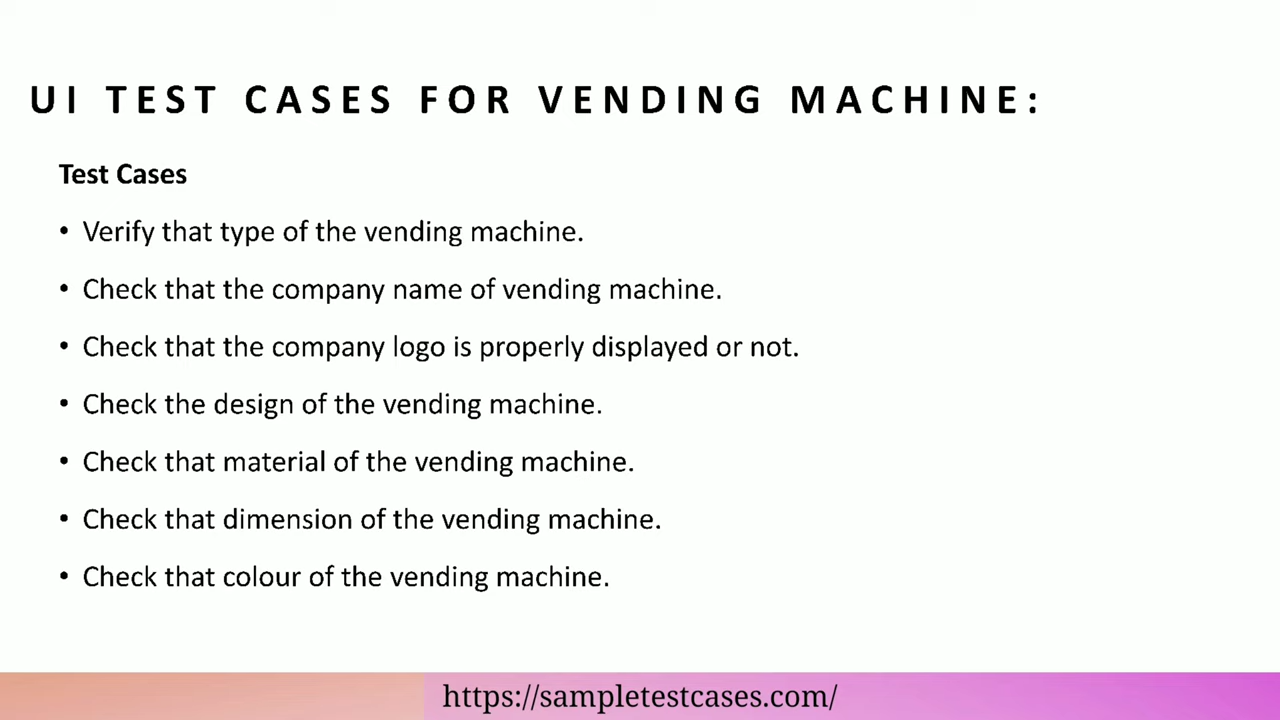 UI TEST CASES FOR VENDING MACHINE:
Test Cases
• Verify that type of the vending machine.
• Check that the company name of vending machine.
• Check that the company logo is properly displayed or not.
• Check the design of the vending machine.
• Check that material of the vending machine.
• Check that dimension of the vending machine.
• Check that colour of the vending machine.
https://sampletestcases.com/